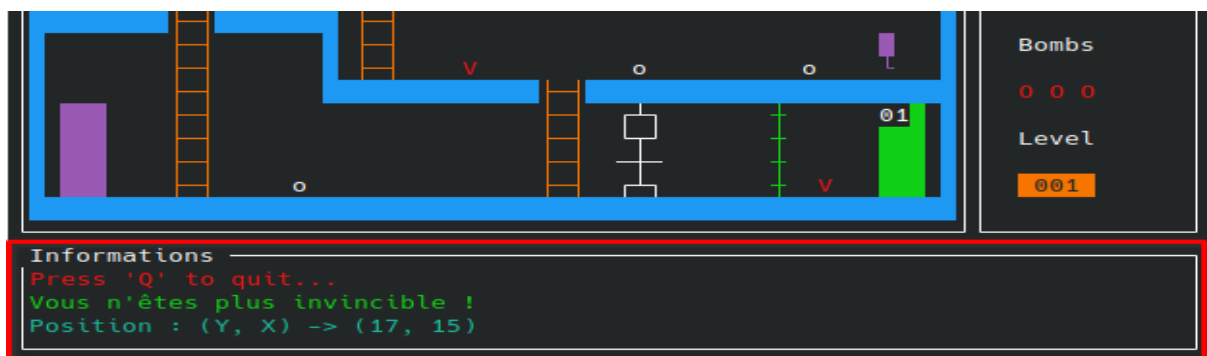 Bombs
V
o
o
O O O
01
Level
o
V
001
Informations
Press 'Q' to quit...
Vous n'êtes plus invincible !
Position : (Y, X) -> (17, 15)